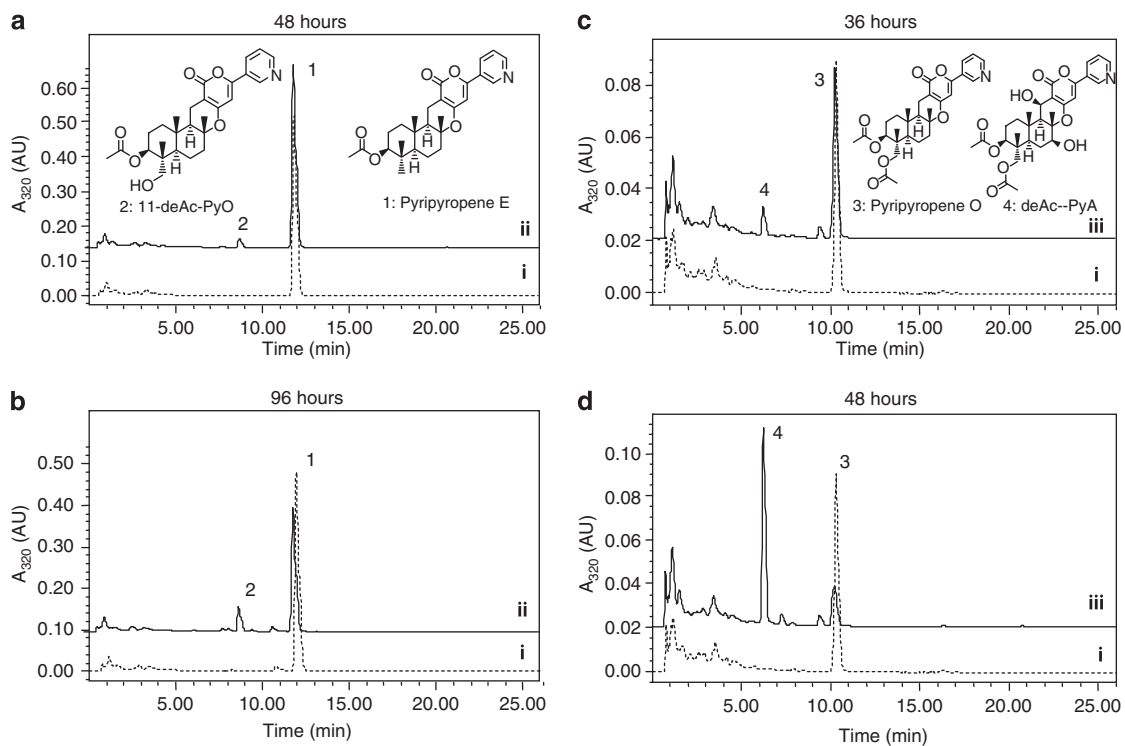 a
48 hours
A320 (AU)
0.60
0.50
0.40
0.30
0.20
0.10
0.00
O
O
O
N
H
H
O
O
HO
2: 11-deAc-PyO
1
O
O
O
N
H
H
O
O
1: Pyripyropene E
2
ii
i
5.00 10.00 15.00 20.00 25.00
Time (min)
b
96 hours
A320 (AU)
0.50
0.40
0.30
0.20
0.10
0.00
1
2
ii
i
5.00 10.00 15.00 20.00 25.00
Time (min)
c
36 hours
A320 (AU)
0.08
0.06
0.04
0.02
0.00
3
O
O
O
N
H
H
O
O
O
O
3: Pyripyropene O
O
O
O
N
HO
H
H
OH
O
O
O
O
4: deAc--PyA
4
iii
i
5.00 10.00 15.00 20.00 25.00
Time (min)
d
48 hours
A320 (AU)
0.10
0.08
0.06
0.04
0.02
0.00
4
3
iii
i
5.00 10.00 15.00 20.00 25.00
Time (min)